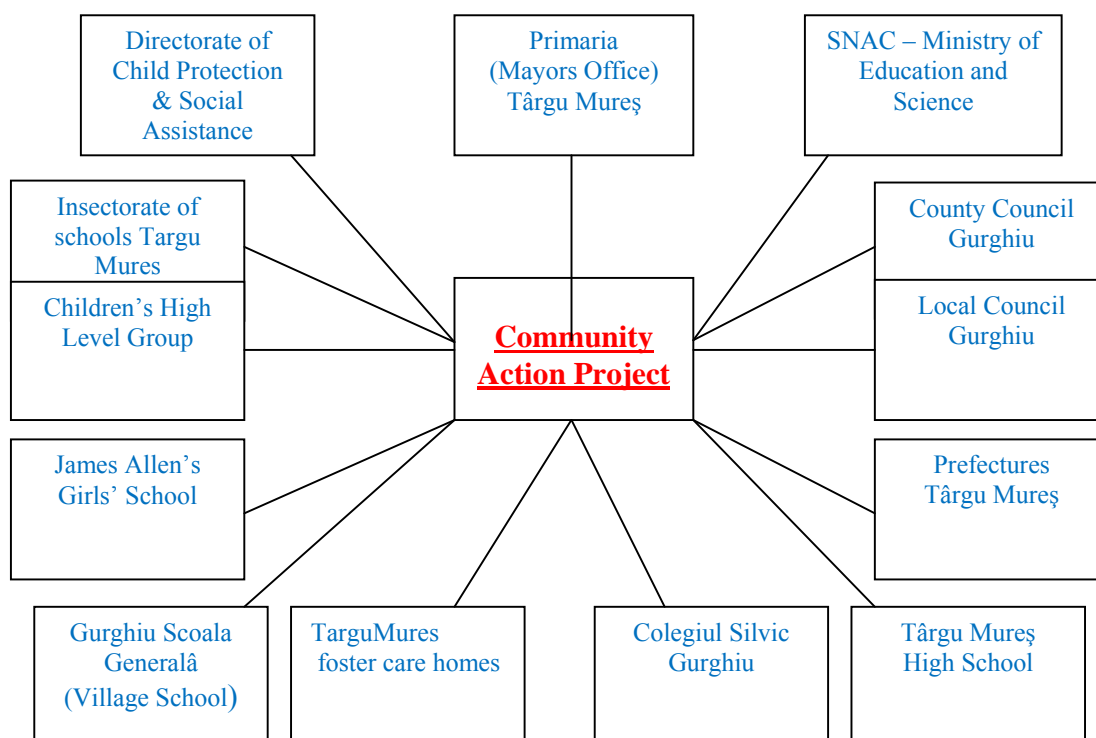 Directorate of
Child Protection
& Social
Assistance
Primaria
(Mayors Office)
Târgu Mureş
SNAC – Ministry of
Education and
Science
Insectorate of
schools Targu
Mures
County Council
Gurghiu
Children's High
Level Group
Community
Action Project
Local Council
Gurghiu
James Allen's
Girls' School
Prefectures
Târgu Mureş
Gurghiu Scoala
Generalâ
(Village School)
TarguMures
foster care homes
Colegiul Silvic
Gurghiu
Târgu Mureş
High School